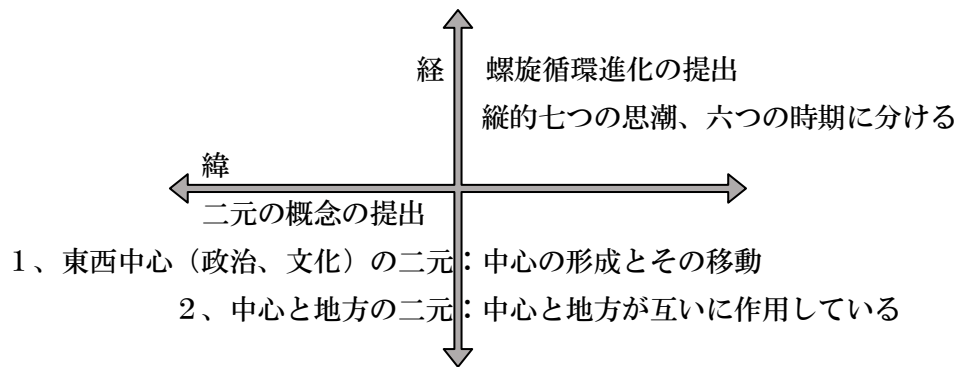 経
螺旋循環進化の提出
縦的七つの思潮、六つの時期に分ける
緯
二元の概念の提出
１、東西中心（政治、文化）の二元：中心の形成とその移動
２、中心と地方の二元：中心と地方が互いに作用している